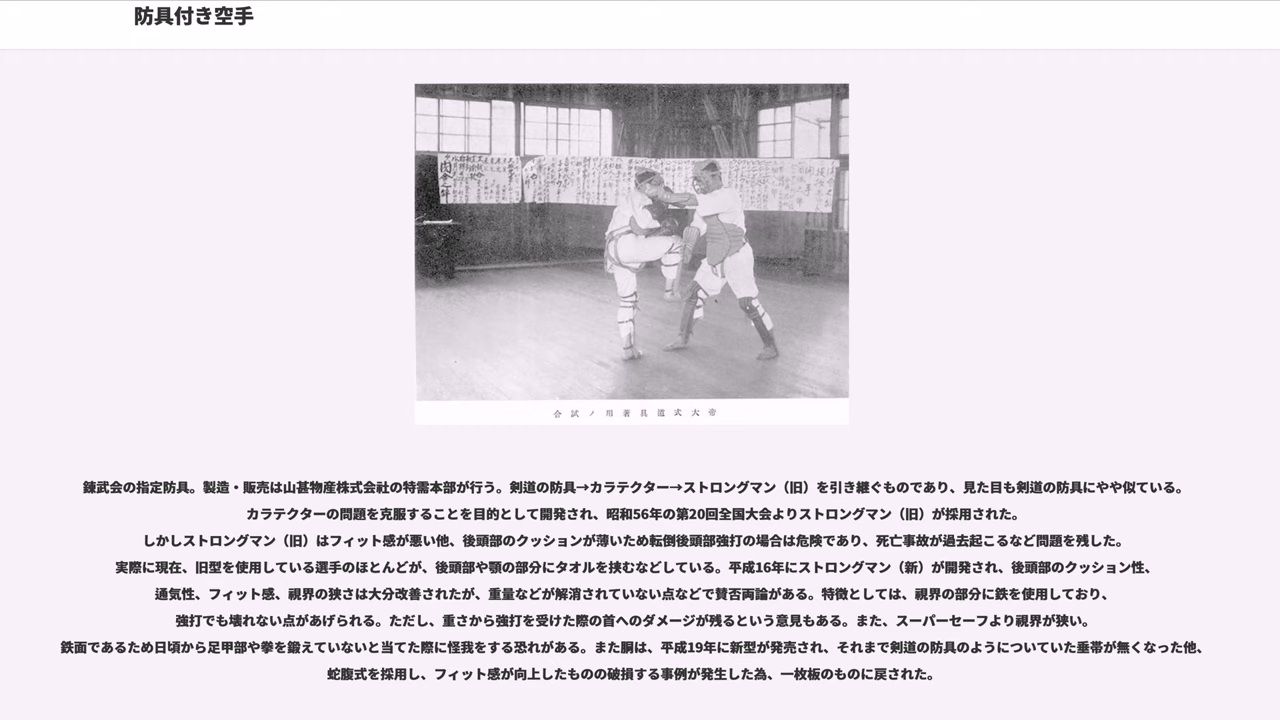 防具付き空手
合試ノ用著具道式大帝
錬武会の指定防具。製造・販売は山甚物産株式会社の特需本部が行う。剣道の防具→カラテクター→ストロングマン（旧）を引き継ぐものであり、見た目も剣道の防具にやや似ている。
カラテクターの問題を克服することを目的として開発され、昭和56年の第20回全国大会よりストロングマン（旧）が採用された。
しかしストロングマン（旧）はフィット感が悪い他、後頭部のクッションが薄いため転倒後頭部強打の場合は危険であり、死亡事故が過去起こるなど問題を残した。
実際に現在、旧型を使用している選手のほとんどが、後頭部や顎の部分にタオルを挟むなどしている。平成16年にストロングマン（新）が開発され、後頭部のクッション性、
通気性、フィット感、視界の狭さは大分改善されたが、重量などが解消されていない点などで賛否両論がある。特徴としては、視界の部分に鉄を使用しており、
強打でも壊れない点があげられる。ただし、重さから強打を受けた際の首へのダメージが残るという意見もある。また、スーパーセーフより視界が狭い。
鉄面であるため日頃から足甲部や拳を鍛えていないと当てた際に怪我をする恐れがある。また胴は、平成19年に新型が発売され、それまで剣道の防具のようについていた垂帯が無くなった他、
蛇腹式を採用し、フィット感が向上したものの破損する事例が発生した為、一枚板のものに戻された。